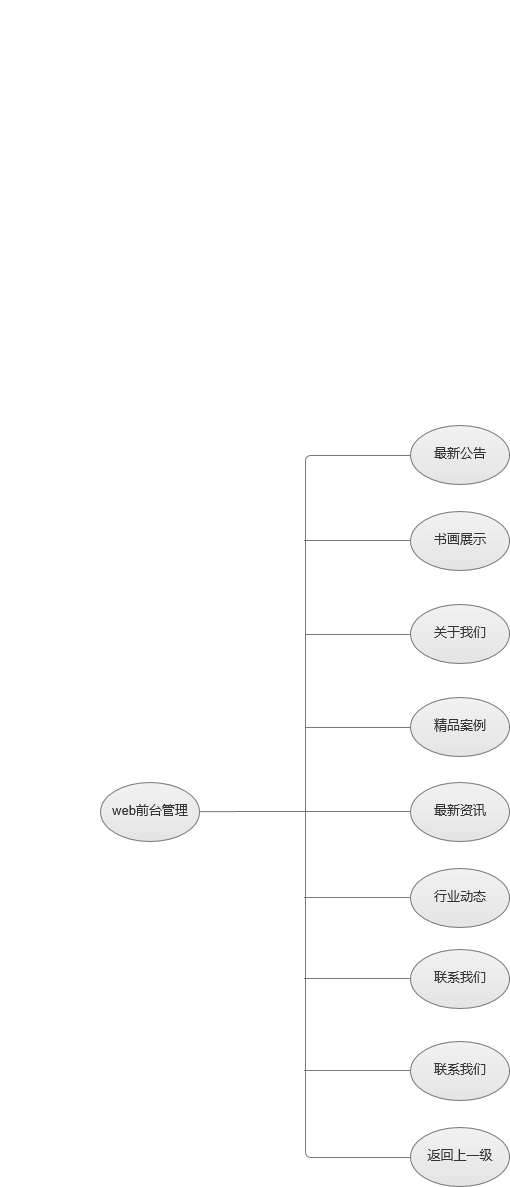 最新公告
书画展示
关于我们
精品案例
web前台管理
最新资讯
行业动态
联系我们
联系我们
返回上一级